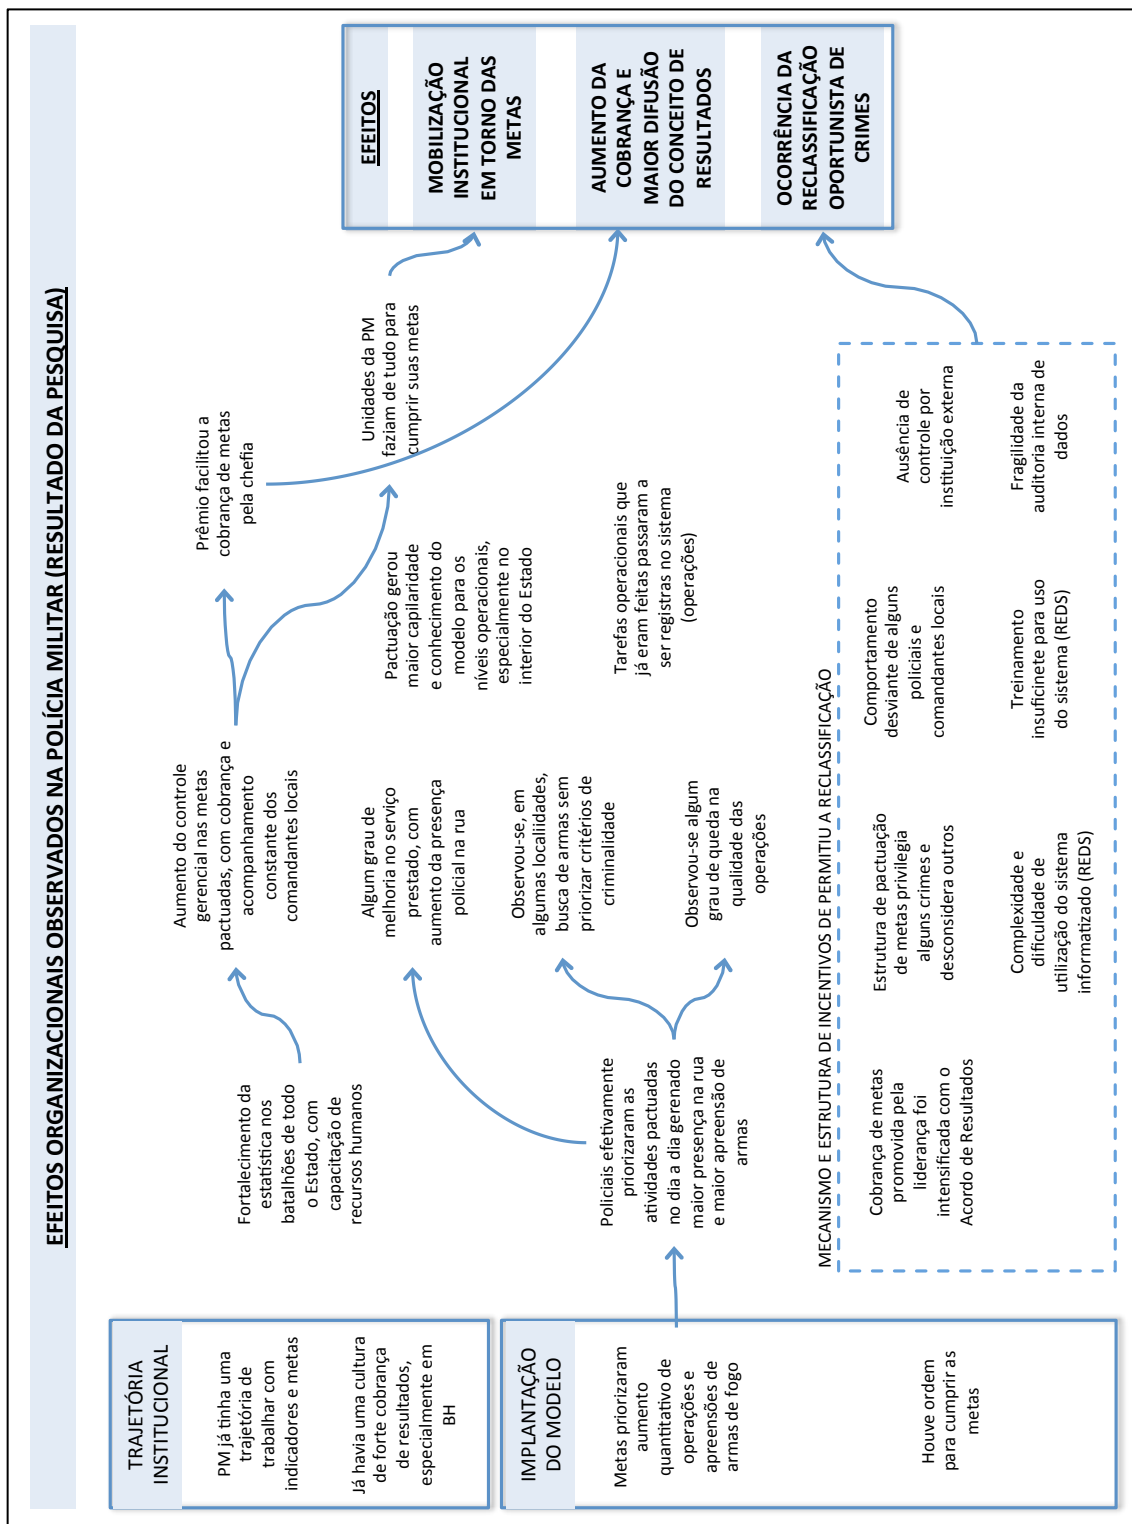 EFEITOS ORGANIZACIONAIS OBSERVADOS NA POLÍCIA MILITAR (RESULTADO DA PESQUISA)
TRAJETÓRIA
INSTITUCIONAL
PM já tinha uma
trajetória de
trabalhar com
indicadores e metas
Já havia uma cultura
de forte cobrança
de resultados,
especialmente em
BH
IMPLANTAÇÃO
DO MODELO
Metas priorizaram
aumento
quantitativo de
operações e
apreensões de
armas de fogo
Houve ordem
para cumprir as
metas
Fortalecimento da
estatística nos
batalhões de todo
o Estado, com
capacitação de
recursos humanos
Policiais efetivamente
priorizaram as
atividades pactuadas
no dia a dia gerenado
maior presença na rua
e maior apreensão de
armas
Aumento do controle
gerencial nas metas
pactuadas, com cobrança e
acompanhamento
constante dos
comandantes locais
Algum grau de
melhoria no serviço
prestado, com
aumento da presença
policial na rua
Observou-se, em
algumas localiidades,
busca de armas sem
priorizar critérios de
criminalidade
Observou-se algum
grau de queda na
qualidade das
operações
Prêmio facilitou a
cobrança de metas
pela chefia
Unidades da PM
faziam de tudo para
cumprir suas metas
Pactuação gerou
maior capilaridade
e conhecimento do
modelo para os
níveis operacionais,
especialmente no
interior do Estado
Tarefas operacionais que
já eram feitas passaram a
ser registras no sistema
(operações)
MECANISMO E ESTRUTURA DE INCENTIVOS DE PERMITIU A RECLASSIFICAÇÃO
Cobrança de metas
promovida pela
liderança foi
intensificada com o
Acordo de Resultados
Estrutura de pactuação
de metas privilegia
alguns crimes e
desconsidera outros
Comportamento
desviante de alguns
policiais e
comandantes locais
Ausência de
controle por
instituição externa
Complexidade e
dificuldade de
utilização do sistema
informatizado (REDS)
Treinamento
insuficinete para uso
do sistema (REDS)
Fragilidade da
auditoria interna de
dados
EFEITOS
MOBILIZAÇÃO
INSTITUCIONAL
EM TORNO DAS
METAS
AUMENTO DA
COBRANÇA E
MAIOR DIFUSÃO
DO CONCEITO DE
RESULTADOS
OCORRÊNCIA DA
RECLASSIFICAÇÃO
OPORTUNISTA DE
CRIMES